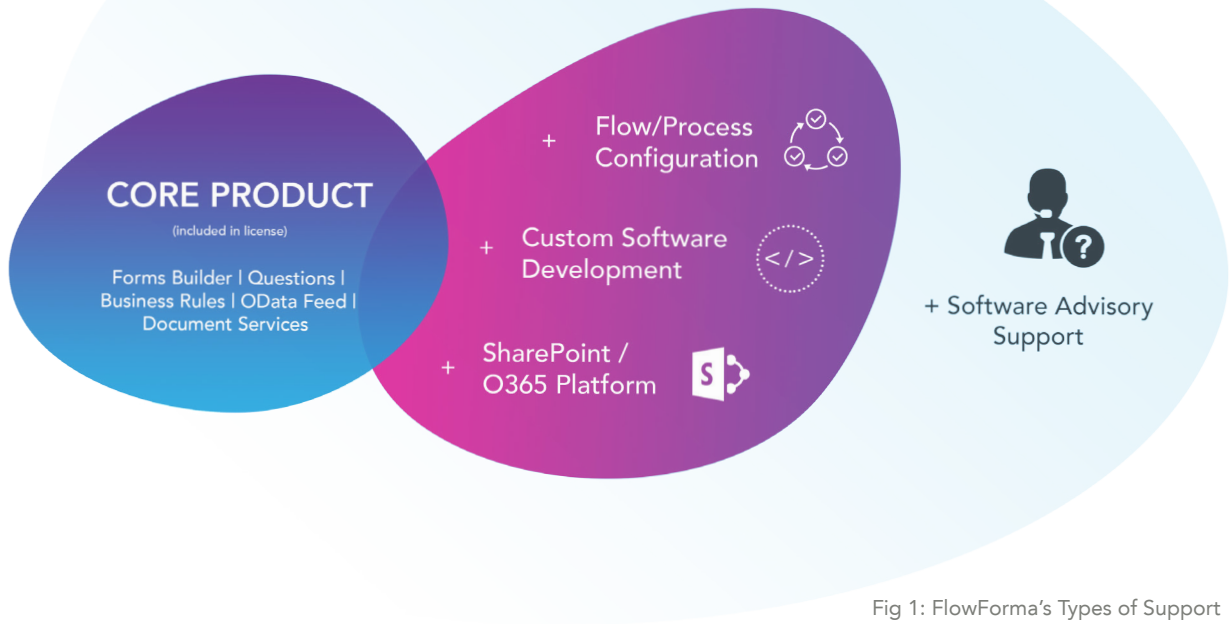 CORE PRODUCT
(included in license)
Forms Builder | Questions |
Business Rules | OData Feed |
Document Services
+ Flow/Process
Configuration
+ Custom Software
Development
</>
+ SharePoint /
O365 Platform
S
?
+ Software Advisory
Support
Fig 1: FlowForma’s Types of Support